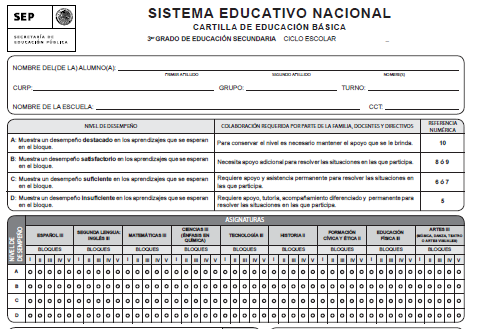 SEP
SECRETARÍA DE
EDUCACIÓN PÚBLICA
SISTEMA EDUCATIVO NACIONAL
CARTILLA DE EDUCACIÓN BÁSICA
3er GRADO DE EDUCACIÓN SECUNDARIA CICLO ESCOLAR
NOMBRE DEL(DE LA) ALUMNO(A):
PRIMER APELLIDO SEGUNDO APELLIDO NOMBRE(S)
CURP: GRUPO: TURNO:
NOMBRE DE LA ESCUELA: CCT:
NIVEL DE DESEMPEÑO COLABORACIÓN REQUERIDA POR PARTE DE LA FAMILIA, DOCENTES Y DIRECTIVOS REFERENCIA
NUMÉRICA
A: Muestra un desempeño destacado en los aprendizajes que se esperan
en el bloque.
Para conservar el nivel es necesario mantener el apoyo que se le brinda. 10
B: Muestra un desempeño satisfactorio en los aprendizajes que se esperan
en el bloque.
Necesita apoyo adicional para resolver las situaciones en las que participa. 8 ó 9
C: Muestra un desempeño suficiente en los aprendizajes que se esperan
en el bloque.
Requiere apoyo y asistencia permanente para resolver las situaciones en
las que participa. 6 ó 7
D: Muestra un desempeño insuficiente en los aprendizajes que se esperan
en el bloque.
Requiere apoyo, tutoría, acompañamiento diferenciado y permanente para
resolver las situaciones en las que participa. 5
NIVEL DE
DESEMPEÑO
ASIGNATURAS
ESPAÑOL III
SEGUNDA LENGUA:
INGLÉS III
MATEMÁTICAS III
CIENCIAS III
(ÉNFASIS EN
QUÍMICA)
TECNOLOGÍA III
HISTORIA II
FORMACIÓN
CÍVICA Y ÉTICA II
EDUCACIÓN
FÍSICA III
ARTES III
(MÚSICA, DANZA, TEATRO
O ARTES VISUALES)
BLOQUES BLOQUES BLOQUES BLOQUES BLOQUES BLOQUES BLOQUES BLOQUES BLOQUES
I II III IV V I II III IV V I II III IV V I II III IV V I II III IV V I II III IV V I II III IV V I II III IV V I II III IV V
A
B
C
D